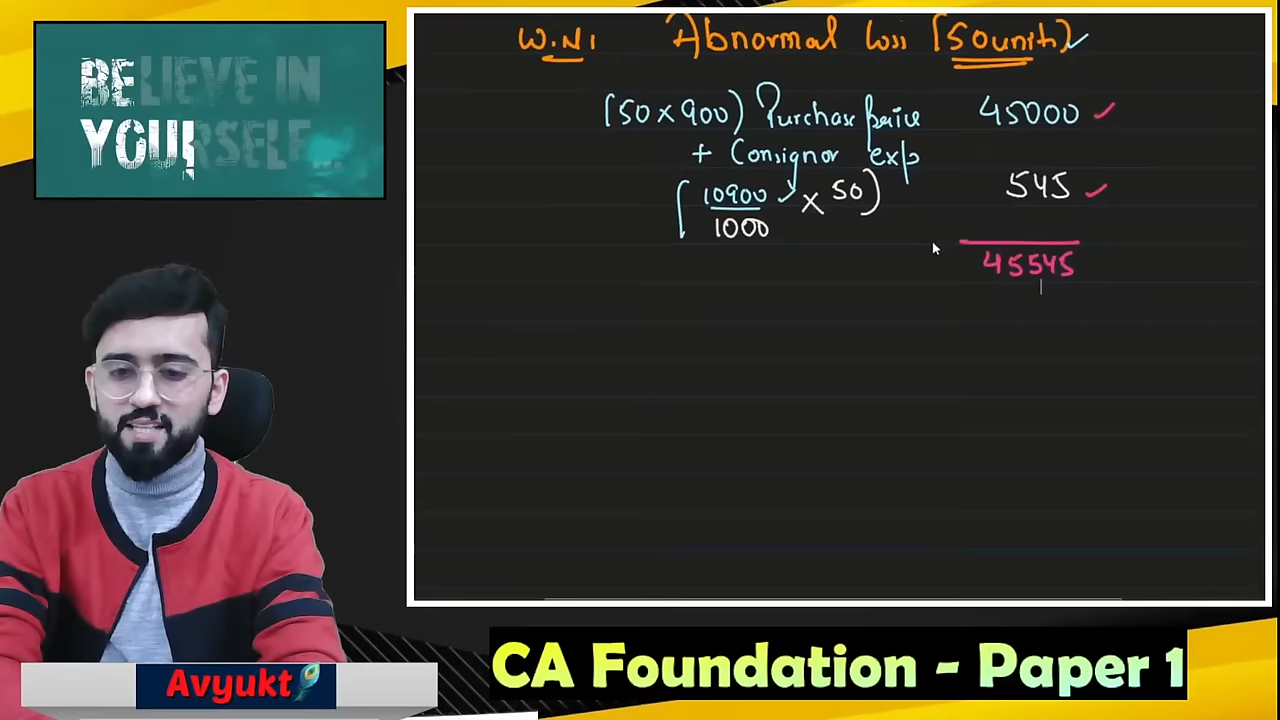 BELIEVE IN
YOURSELF...
W.N1 Abnormal loss [50 units)
(50 x 900) Purchase price 45000
+ Consignor exp
[10900/1000 x 50) 545
45545
Avyukt
CA Foundation - Paper 1